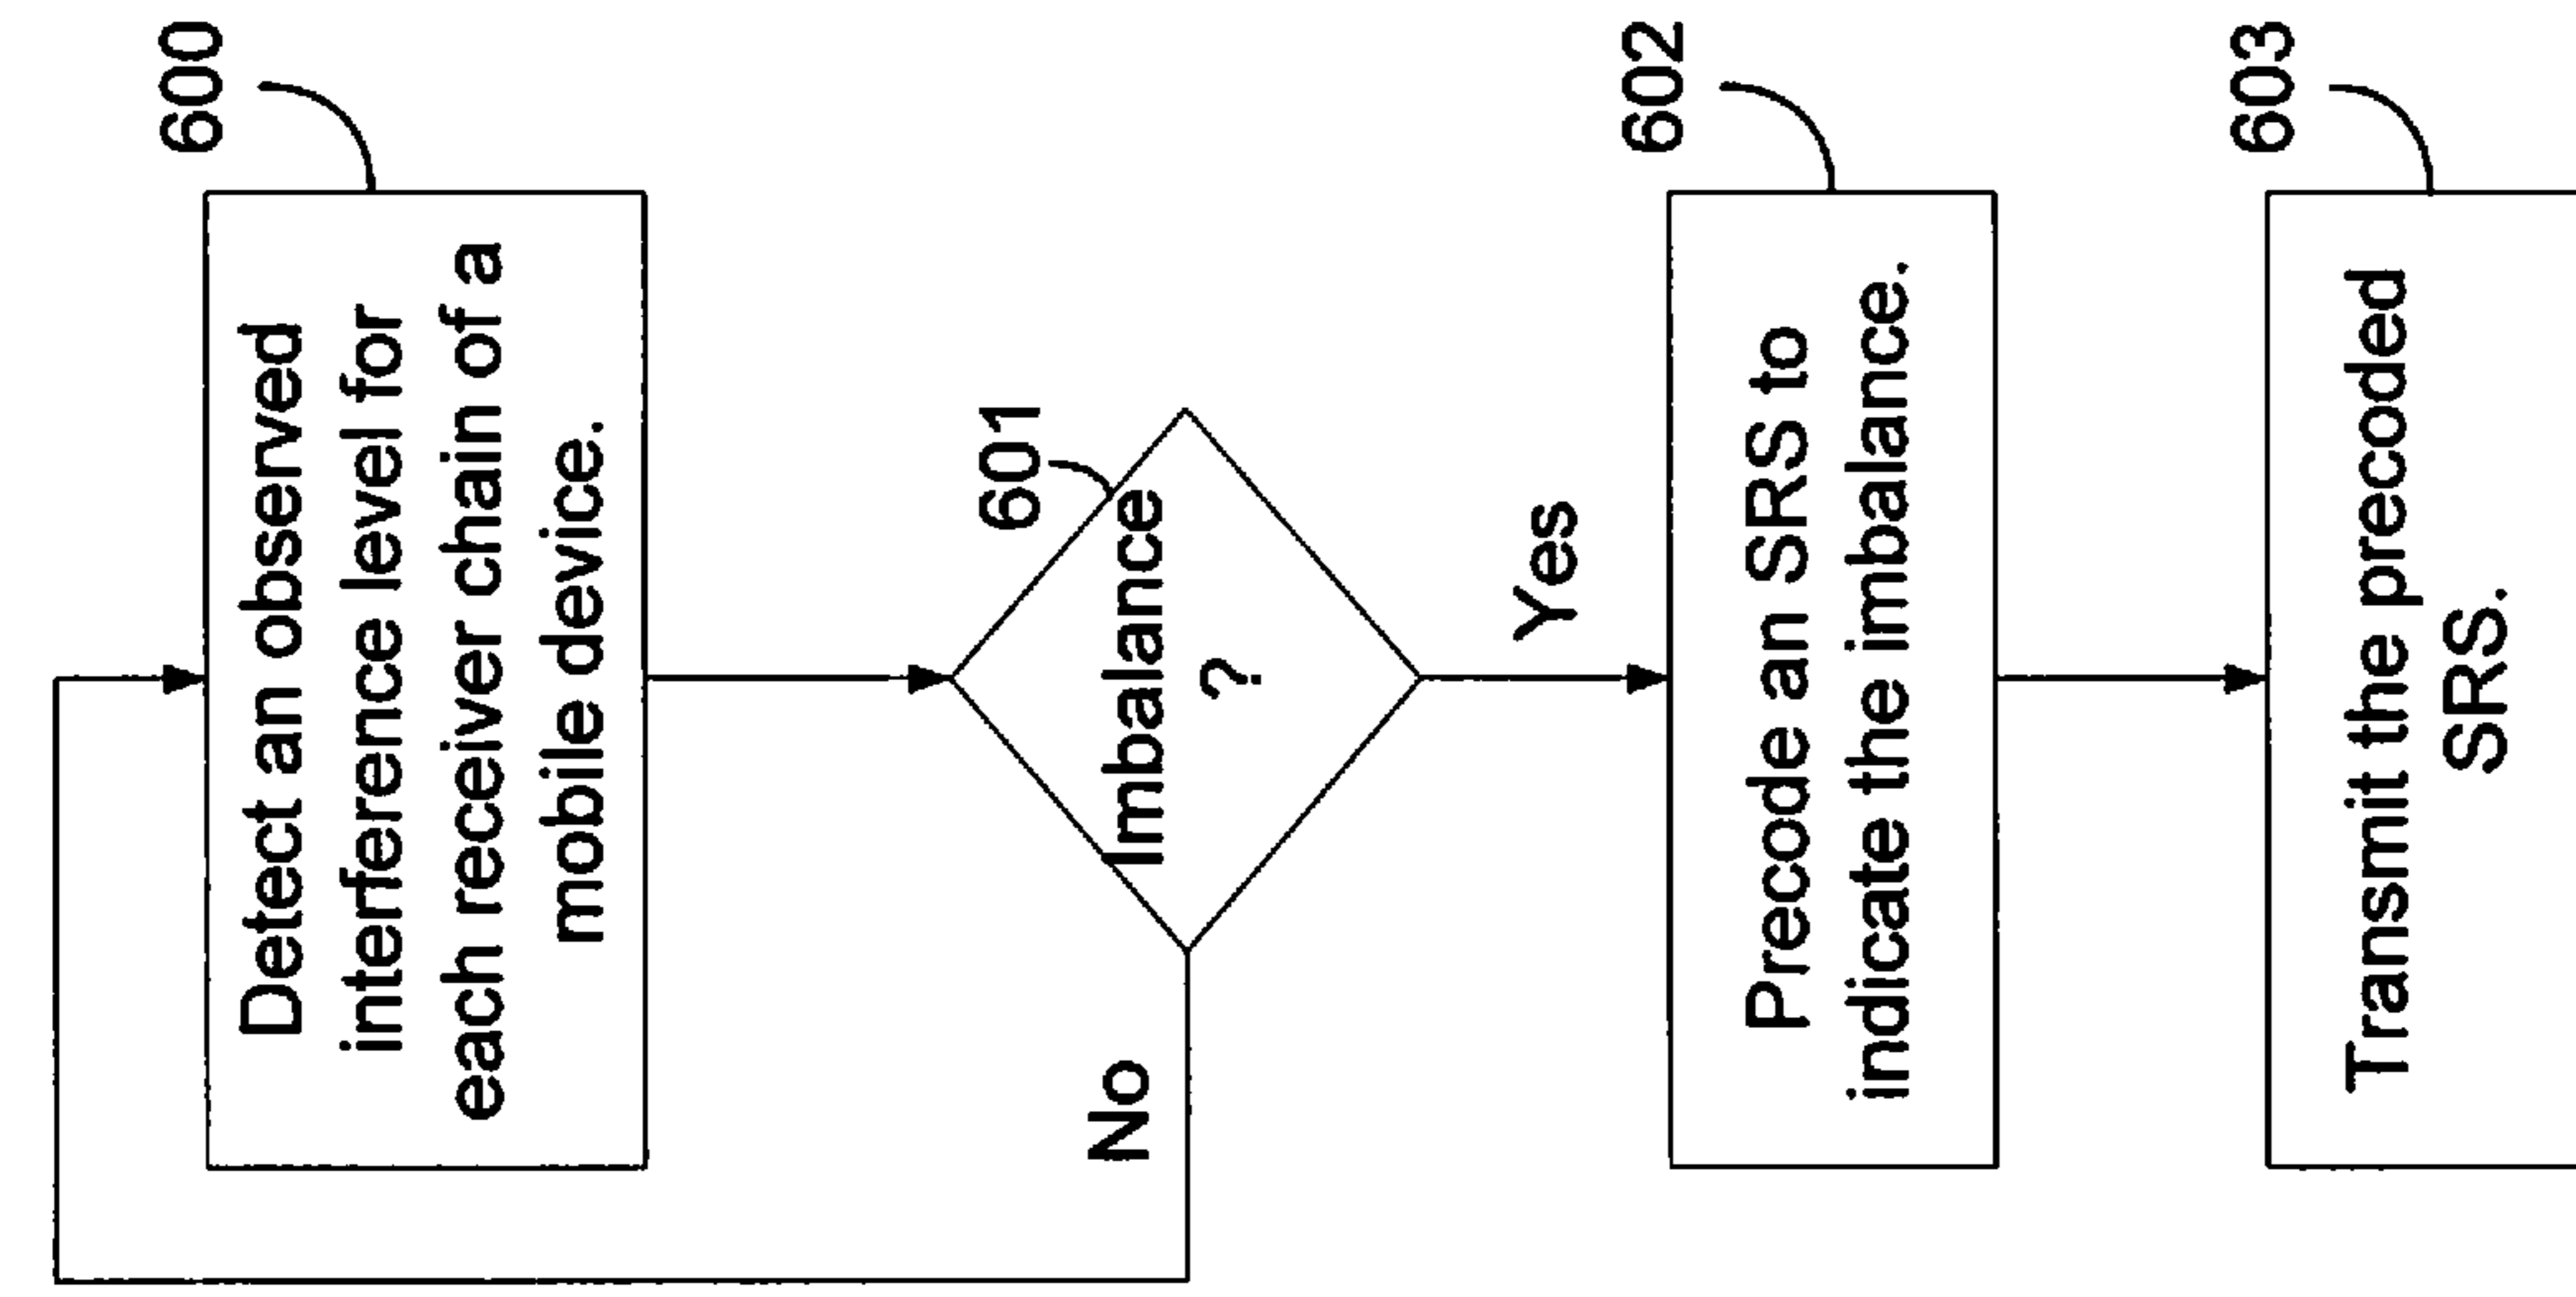 600
Detect an observed
interference level for
each receiver chain of a
mobile device.
601
Imbalance
?
No
Yes
602
Precode an SRS to
indicate the imbalance.
603
Transmit the precoded
SRS.